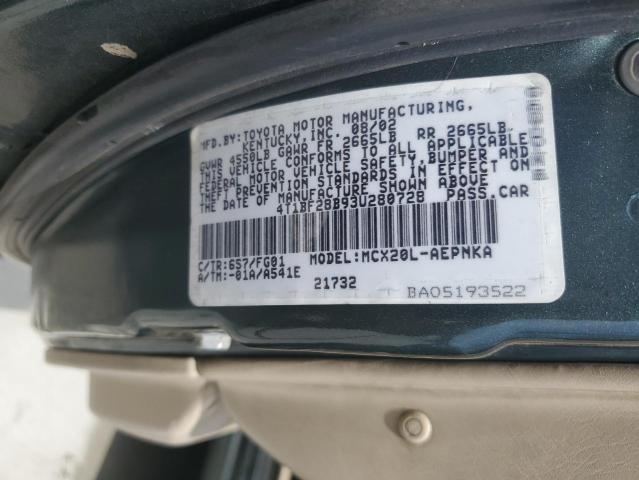 MFD.BY:TOYOTA MOTOR MANUFACTURING,
KENTUCKY, INC. 08/02
GVWR 4550LB GAWR FR 2665LB RR 2665LB
THIS VEHICLE CONFORMS TO ALL APPLICABLE
FEDERAL MOTOR VEHICLE SAFETY, BUMPER, AND
THEFT PREVENTION STANDARDS IN EFFECT ON
THE DATE OF MANUFACTURE SHOWN ABOVE
4T1BF28B93U280728 PASS.CAR
C/TR:6S7/FG01 MODEL:MCX20L-AEPNKA
A/TM:-01A/A541E
21732 BA05193522